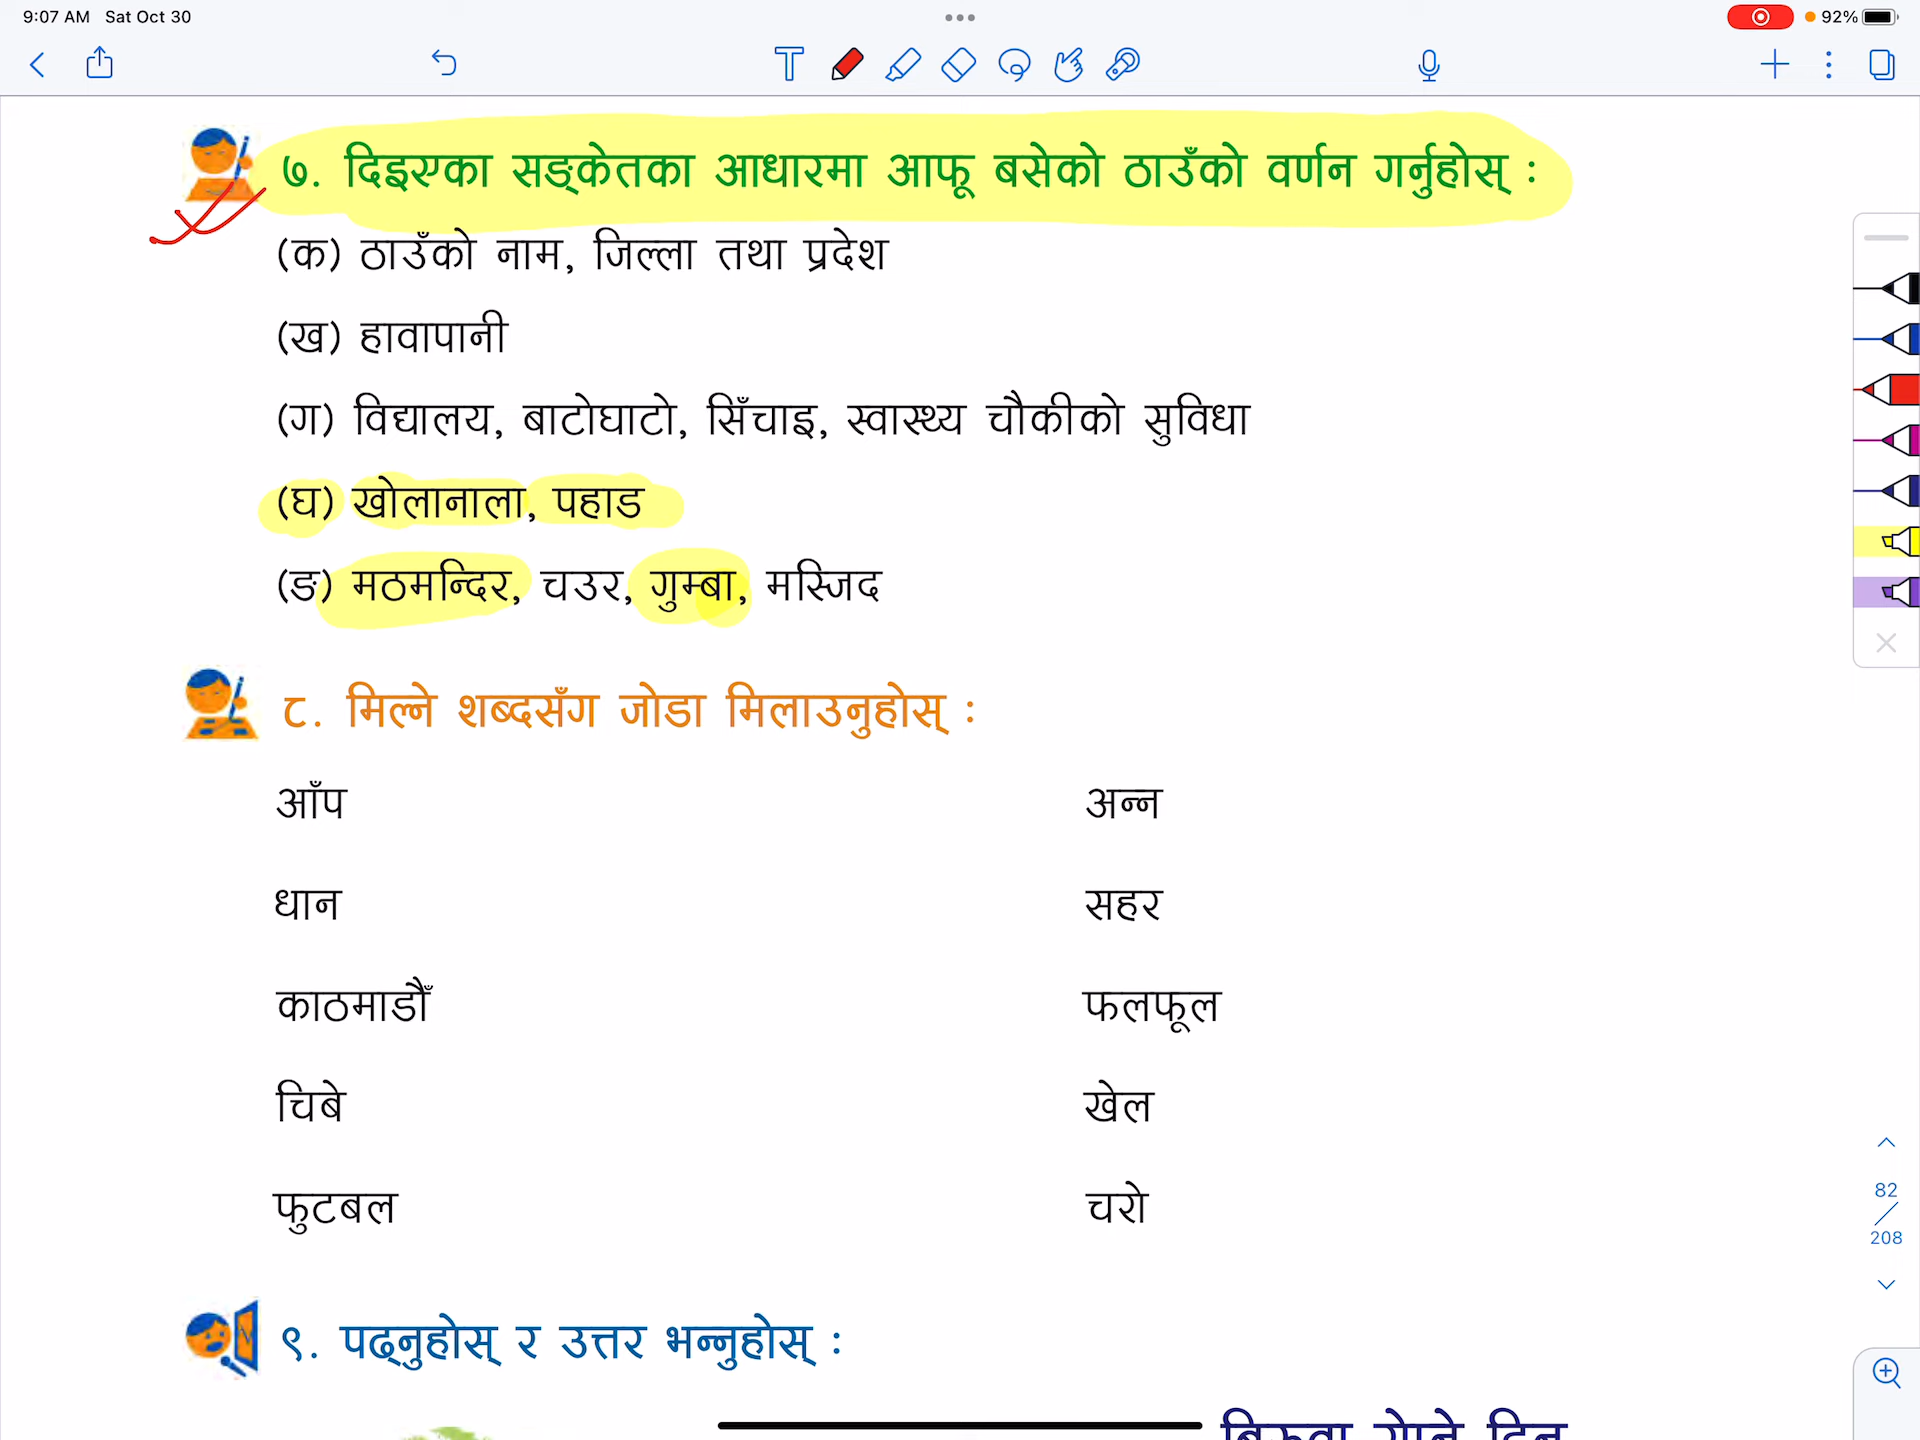 9:07 AM Sat Oct 30
92%
७. दिइएका सङ्केतका आधारमा आफू बसेको ठाउँको वर्णन गर्नुहोस् :
(क) ठाउँको नाम, जिल्ला तथा प्रदेश
(ख) हावापानी
(ग) विद्यालय, बाटोघाटो, सिँचाइ, स्वास्थ्य चौकीको सुविधा
(घ) खोलानाला, पहाड
(ङ) मठमन्दिर, चउर, गुम्बा, मस्जिद
८. मिल्ने शब्दसँग जोडा मिलाउनुहोस् :
आँप अन्न
धान सहर
काठमाडौँ फलफूल
चिबे खेल
फुटबल चरो
82
208
९. पढ्नुहोस् र उत्तर भन्नुहोस् :